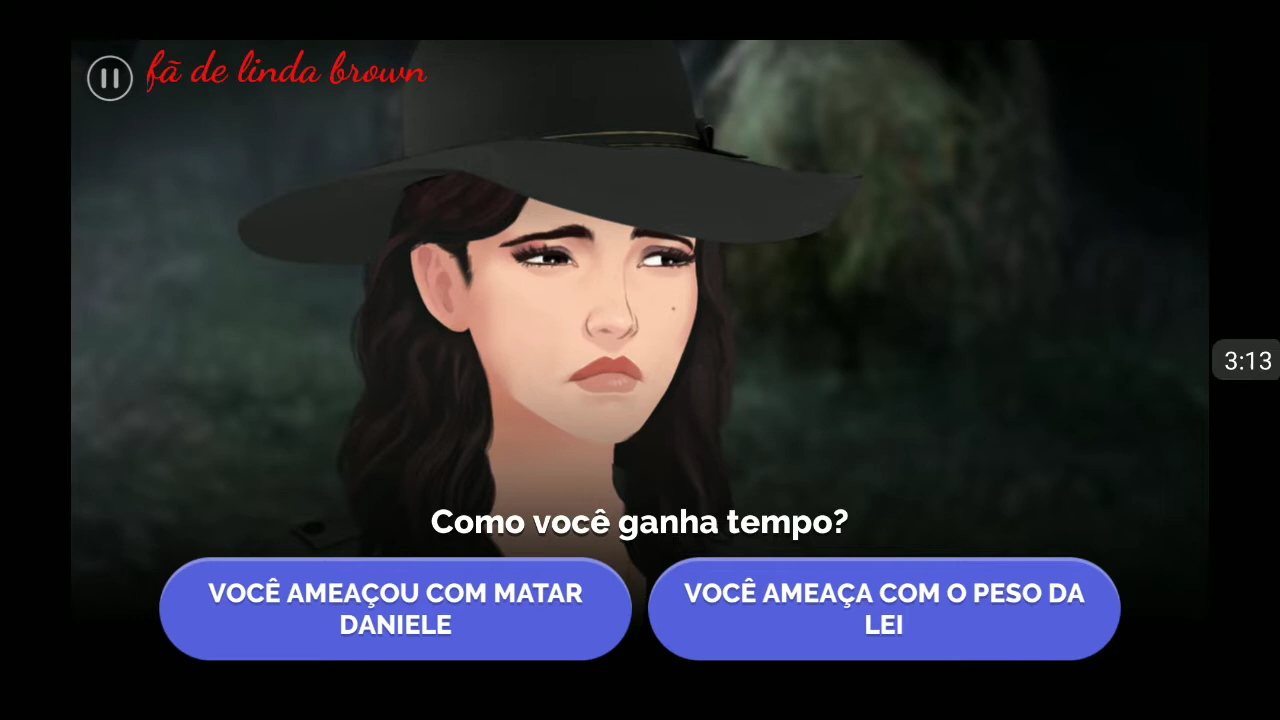 fã de linda brown
3:13
Como você ganha tempo?
VOCÊ AMEAÇOU COM MATAR
DANIELE
VOCÊ AMEAÇA COM O PESO DA
LEI